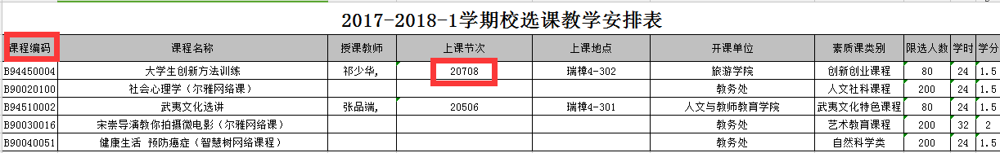 2017-2018-1学期校选课教学安排表
课程编码 课程名称 授课教师 上课节次 上课地点 开课单位 素质课类别 限选人数 学时 学分
B94450004 大学生创新方法训练 祁少华, 20708 瑞樟4-302 旅游学院 创新创业课程 80 24 1.5
B90020100 社会心理学（尔雅网络课） 教务处 人文社科课程 200 24 1.5
B94510002 武夷文化选讲 张品端, 20506 瑞樟4-301 人文与教师教育学院 武夷文化特色课程 80 24 1.5
B90030016 宋崇导演教你拍摄微电影（尔雅网络课） 教务处 艺术教育课程 200 32 2
B90040051 健康生活 预防癌症（智慧树网络课程） 教务处 自然科学类 200 24 1.5